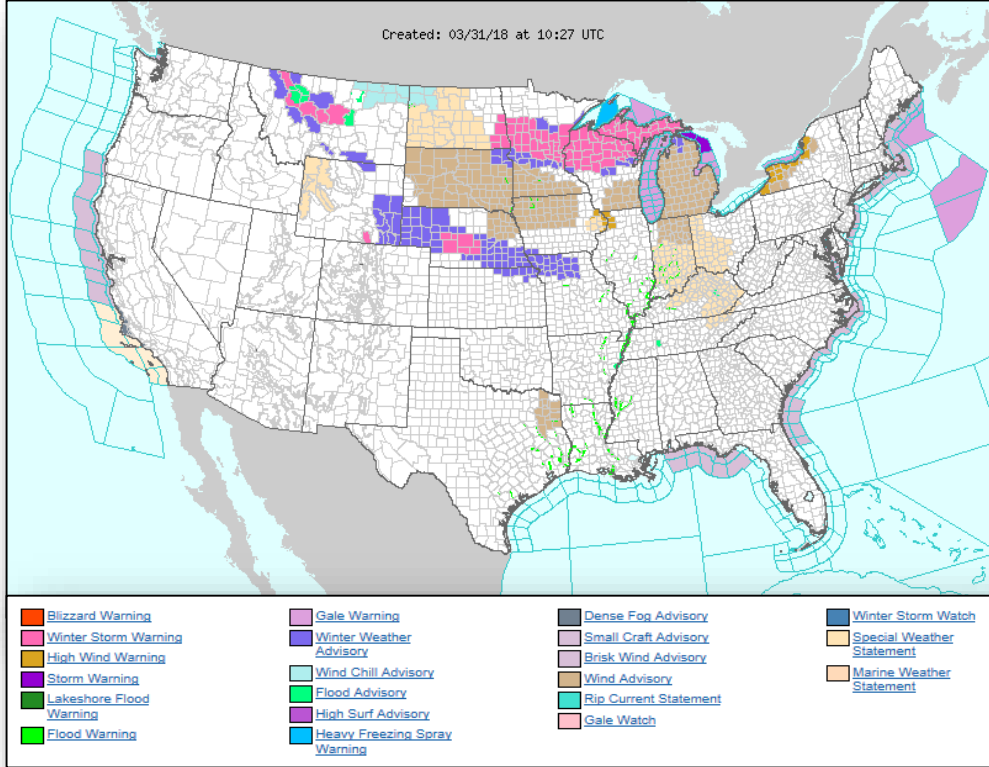 Created: 03/31/18 at 10:27 UTC
Blizzard Warning
Winter Storm Warning
High Wind Warning
Storm Warning
Lakeshore Flood
Warning
Flood Warning
Gale Warning
Winter Weather
Advisory
Wind Chill Advisory
Flood Advisory
High Surf Advisory
Heavy Freezing Spray
Warning
Dense Fog Advisory
Small Craft Advisory
Brisk Wind Advisory
Wind Advisory
Rip Current Statement
Gale Watch
Winter Storm Watch
Special Weather
Statement
Marine Weather
Statement